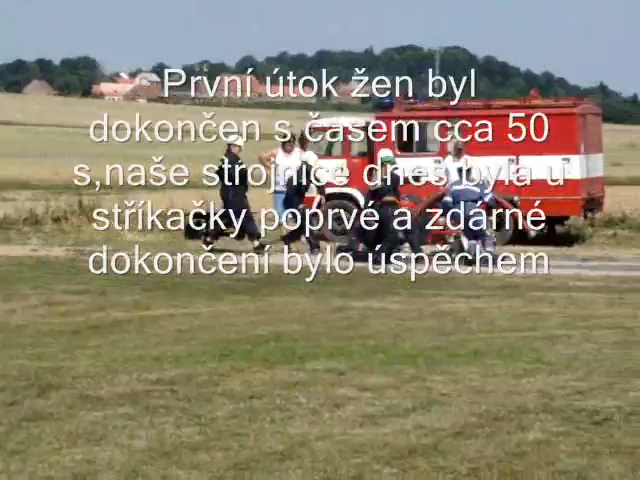 První útok žen byl
dokončen s časem cca 50
s,naše strojnice dnes byla u
stříkačky poprvé a zdárné
dokončení bylo úspěchem